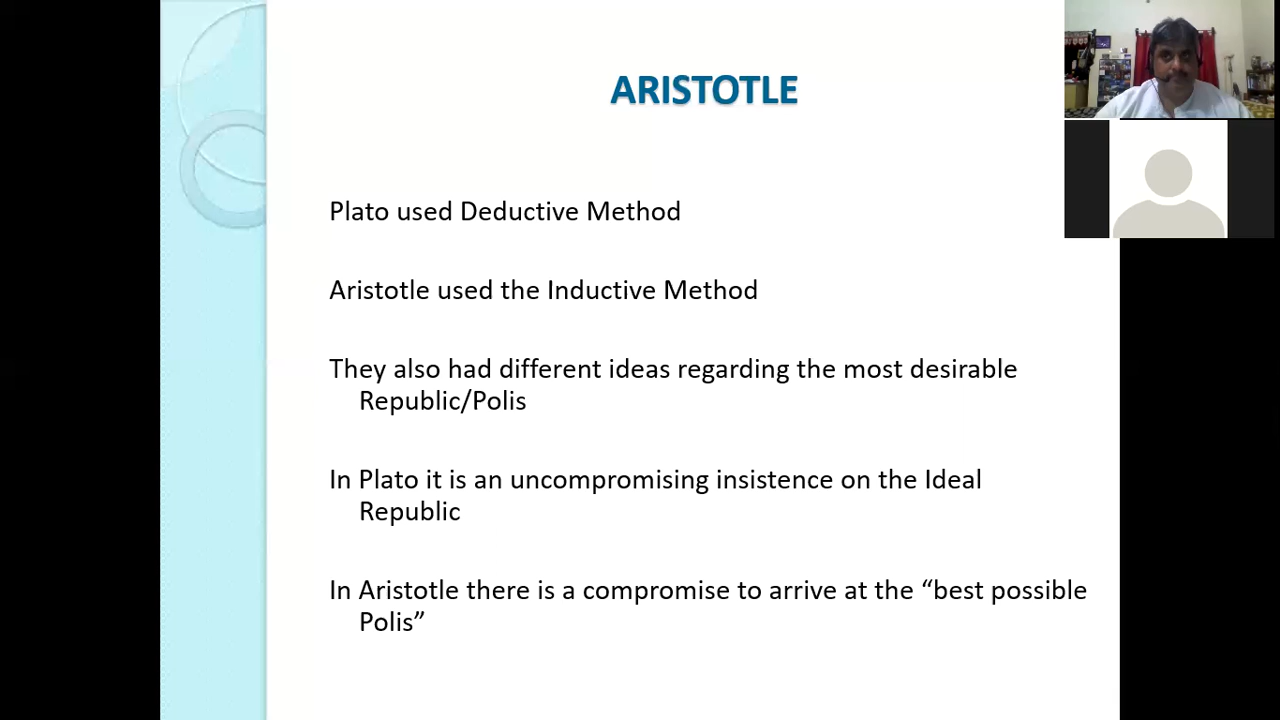 ARISTOTLE
Plato used Deductive Method
Aristotle used the Inductive Method
They also had different ideas regarding the most desirable
Republic/Polis
In Plato it is an uncompromising insistence on the Ideal
Republic
In Aristotle there is a compromise to arrive at the “best possible
Polis”